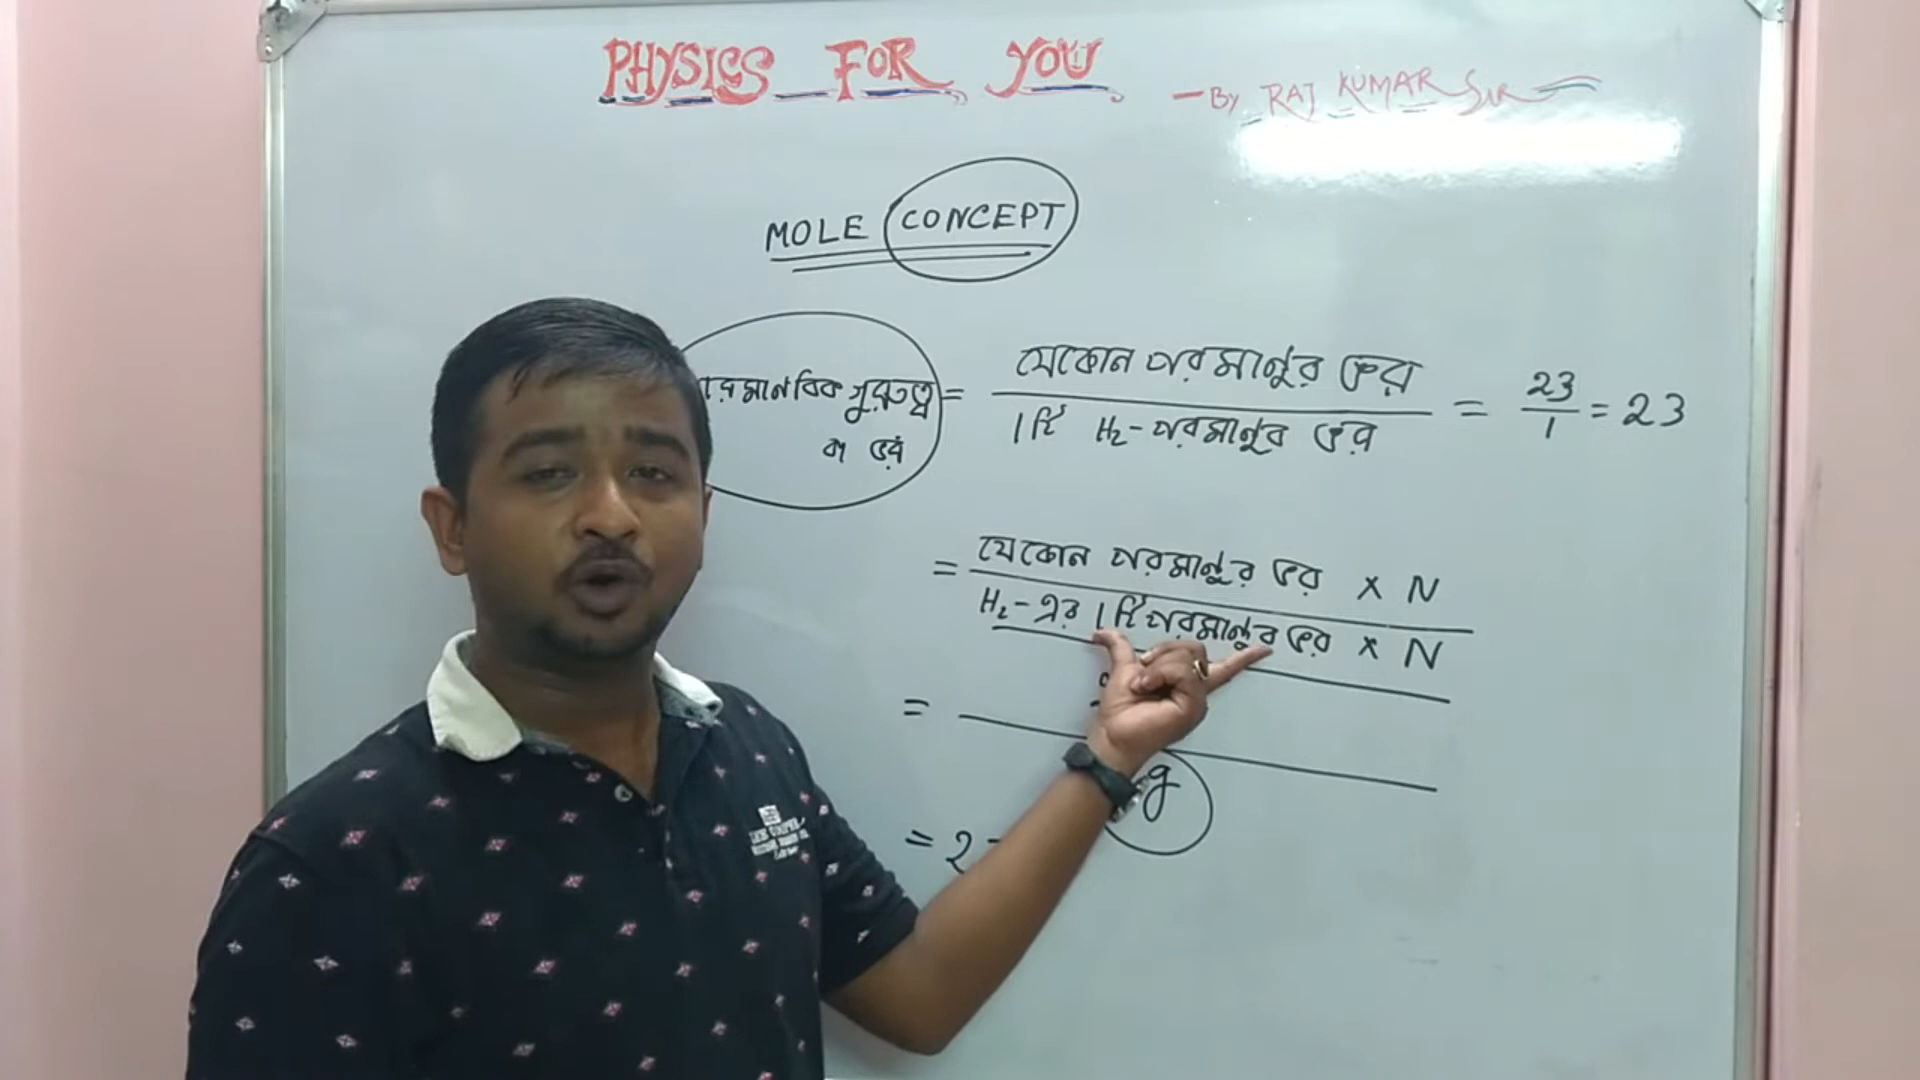 PHYSICS FOR YOU
- By RAJ KUMAR SIR
MOLE CONCEPT
মানবিক গুরুত্ব = যেকোন পরমানুর ভর / 1টি H₂-পরমানুর ভর = 23/1 = 23
বা ভর
= যেকোন পরমানুর ভর × N
H₂-এর 1টি পরমানুর ভর × N
=
g
= 2